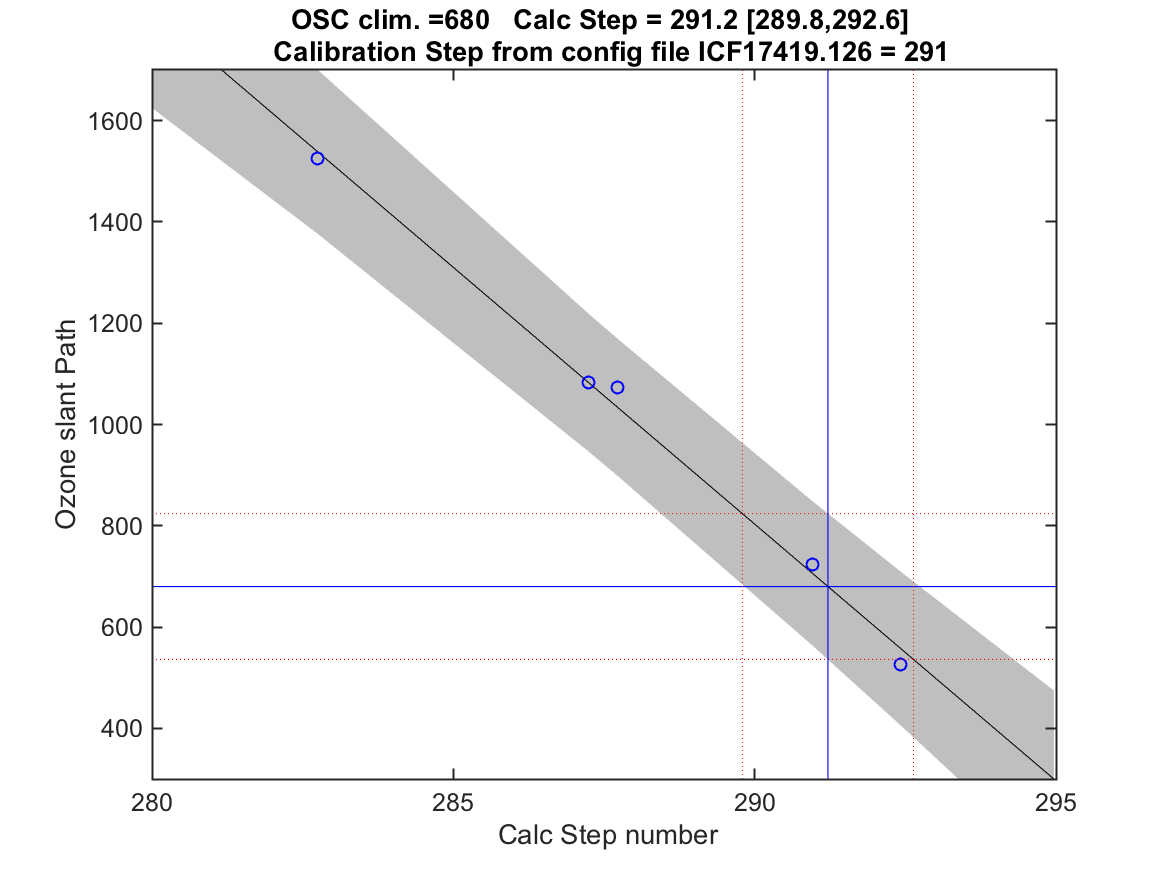 OSC clim. =680   Calc Step = 291.2 [289.8,292.6]
Calibration Step from config file ICF17419.126 = 291
1600
1400
1200
1000
800
600
400
Ozone slant Path
280
285
290
295
Calc Step number